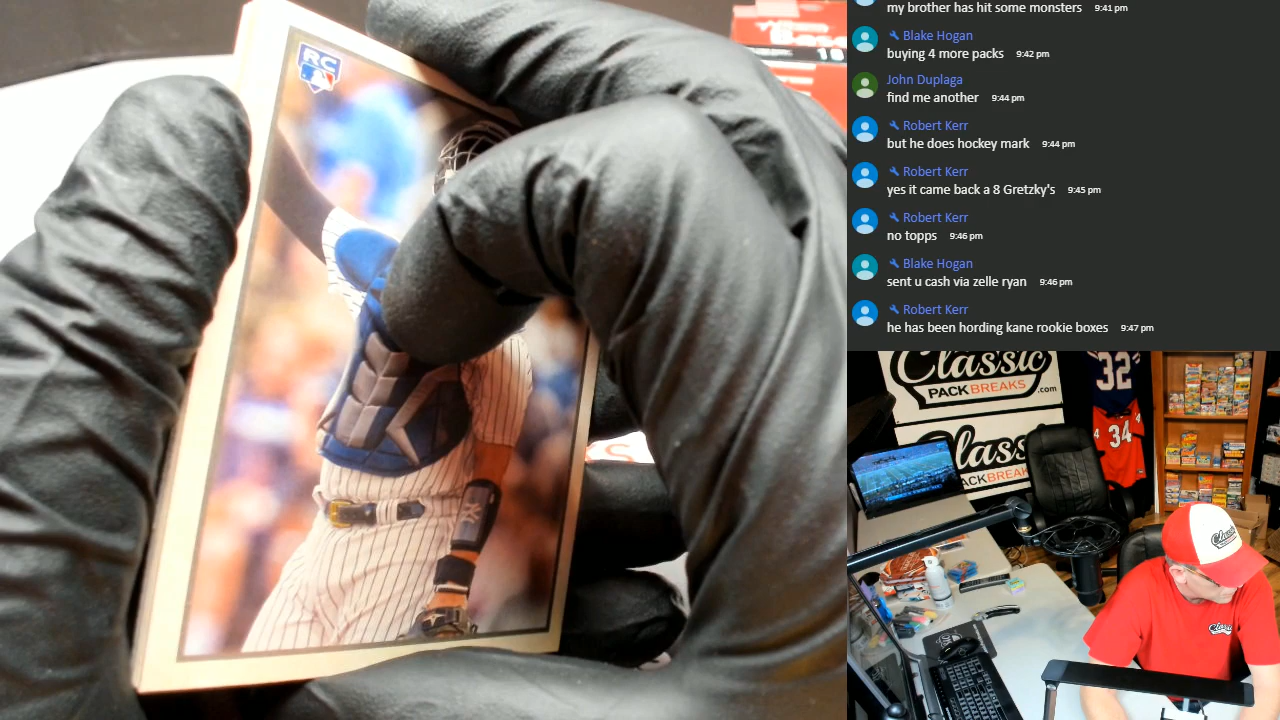 my brother has hit some monsters 9:41 pm
Blake Hogan
buying 4 more packs 9:42 pm
John Duplaga
find me another 9:44 pm
Robert Kerr
but he does hockey mark 9:44 pm
Robert Kerr
yes it came back a 8 Gretzky's 9:45 pm
Robert Kerr
no topps 9:46 pm
Blake Hogan
sent u cash via zelle ryan 9:46 pm
Robert Kerr
he has been hording kane rookie boxes 9:47 pm
RC
Classic
PACKBREAKS.com
32
34
Class
ACKBREAK
Classic
Classic